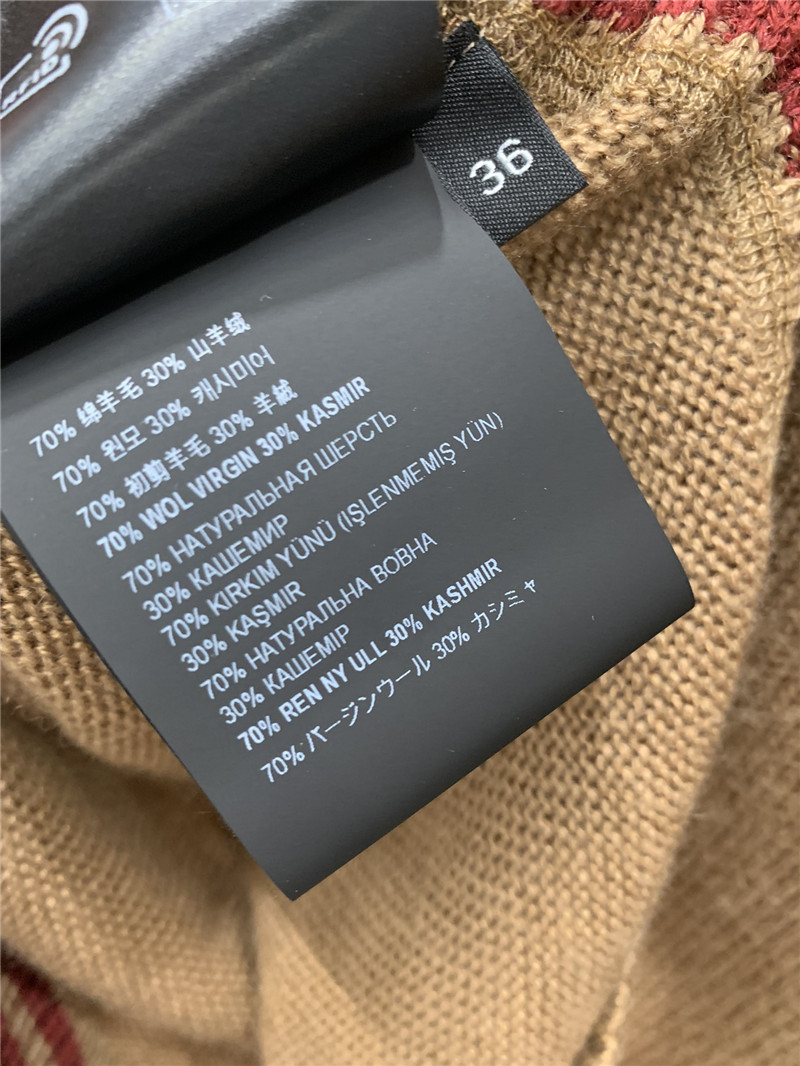 RFID
36
70% 绵羊毛 30% 山羊绒
70% 원모 30% 캐시미어
70% 初剪羊毛 30% 羊絨
70% WOL VIRGIN 30% KASMIR
70% НАТУРАЛЬНАЯ ШЕРСТЬ
30% КАШЕМИР
70% KIRKIM YÜNÜ (IŞLENMEMIŞ YÜN)
30% KAŞMIR
70% НАТУРАЛЬНА ВОВНА
30% КАШЕМІР
70% REN NY ULL 30% KASHMIR
70% バージンウール 30% カシミャ